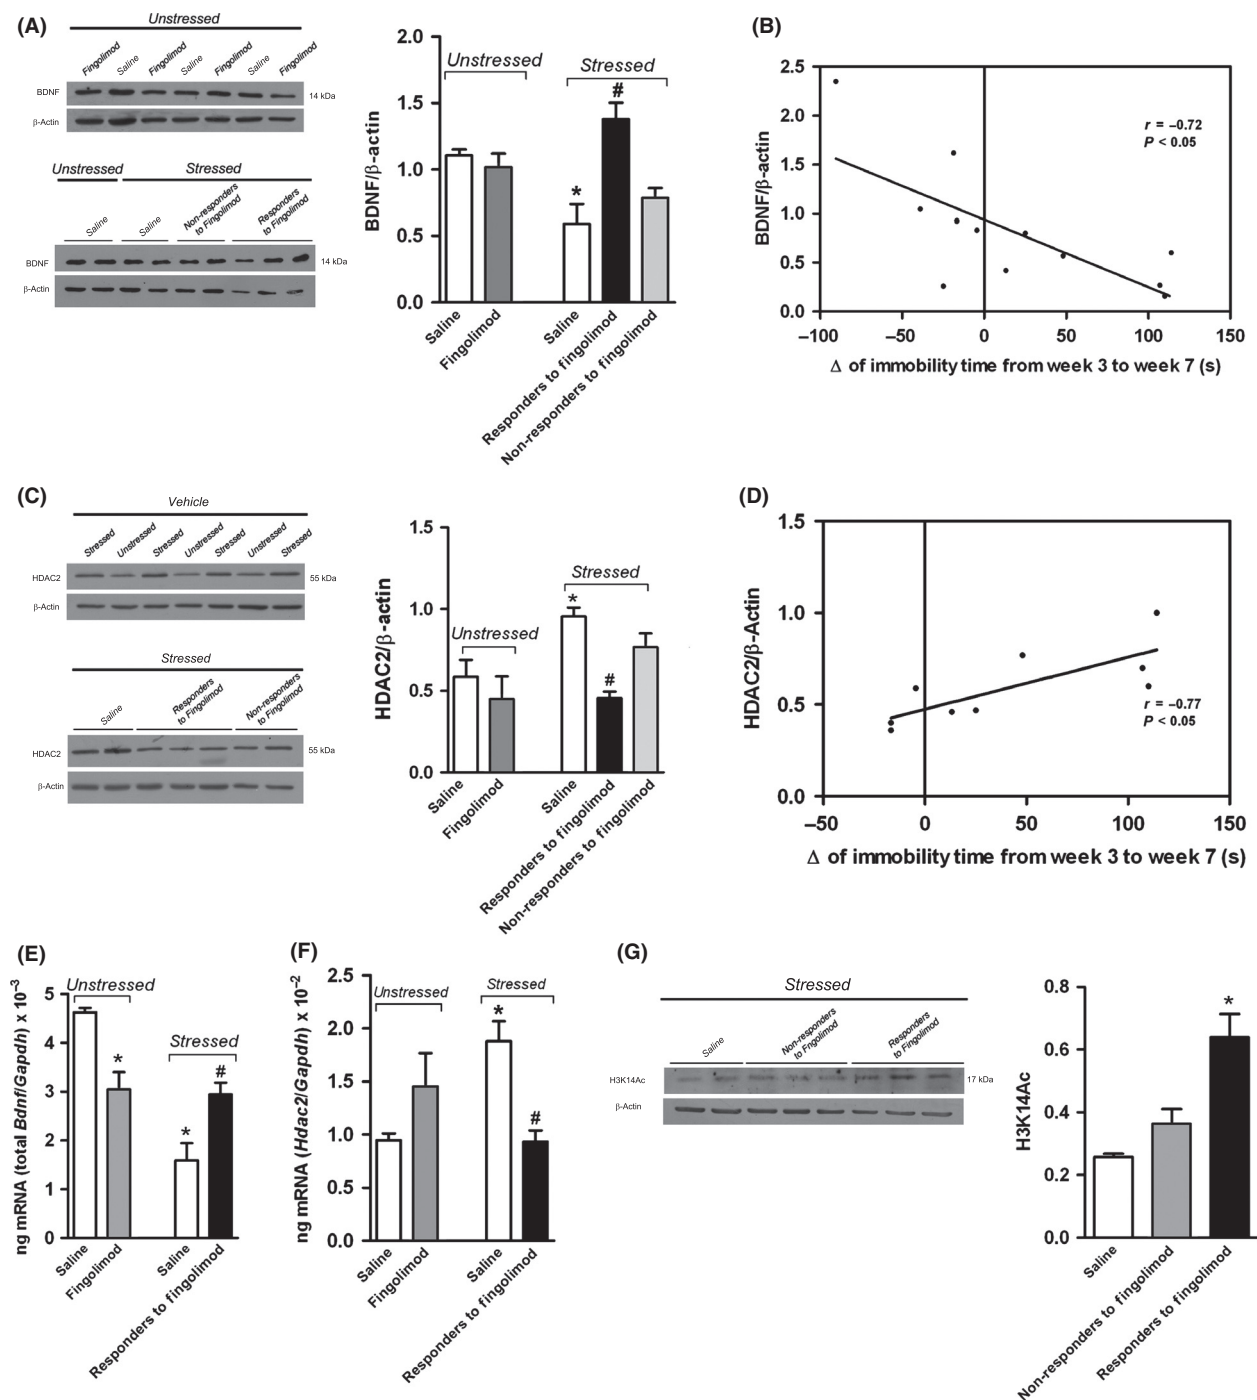 (A)
Unstressed
Fingolimod
Saline
Fingolimod
Saline
Fingolimod
Saline
Fingolimod
BDNF
14 kDa
β-Actin
Unstressed
Stressed
Saline
Saline
Non-responders
to Fingolimod
Responders
to Fingolimod
BDNF
14 kDa
β-Actin
BDNF/β-actin
2.0
1.5
1.0
0.5
0.0
Unstressed
Stressed
*
#
Saline
Fingolimod
Saline
Responders to fingolimod
Non-responders to fingolimod
(B)
BDNF/β-actin
2.5
2.0
1.5
1.0
0.5
0.0
r = –0.72
P < 0.05
–100
–50
0
50
100
150
Δ of immobility time from week 3 to week 7 (s)
(C)
Vehicle
Stressed
Unstressed
Stressed
Unstressed
Stressed
Unstressed
Stressed
HDAC2
55 kDa
β-Actin
Stressed
Saline
Responders
to Fingolimod
Non-responders
to Fingolimod
HDAC2
55 kDa
β-Actin
HDAC2/β-actin
1.5
1.0
0.5
0.0
Unstressed
Stressed
*
#
Saline
Fingolimod
Saline
Responders to fingolimod
Non-responders to fingolimod
(D)
HDAC2/β-Actin
1.5
1.0
0.5
0.0
r = –0.77
P < 0.05
–50
0
50
100
150
Δ of immobility time from week 3 to week 7 (s)
(E)
ng mRNA (total Bdnf/Gapdh) x 10–3
5
4
3
2
1
0
Unstressed
Stressed
*
*
#
Saline
Fingolimod
Saline
Responders to fingolimod
(F)
ng mRNA (Hdac2/Gapdh) x 10–2
2.5
2.0
1.5
1.0
0.5
0.0
Unstressed
Stressed
*
#
Saline
Fingolimod
Saline
Responders to fingolimod
(G)
Stressed
Saline
Non-responders
to Fngolimod
Responders
to Fingolimod
H3K14Ac
17 kDa
β-Actin
H3K14Ac
0.8
0.6
0.4
0.2
0.0
*
Saline
Non-responders to fingolimod
Responders to fingolimod